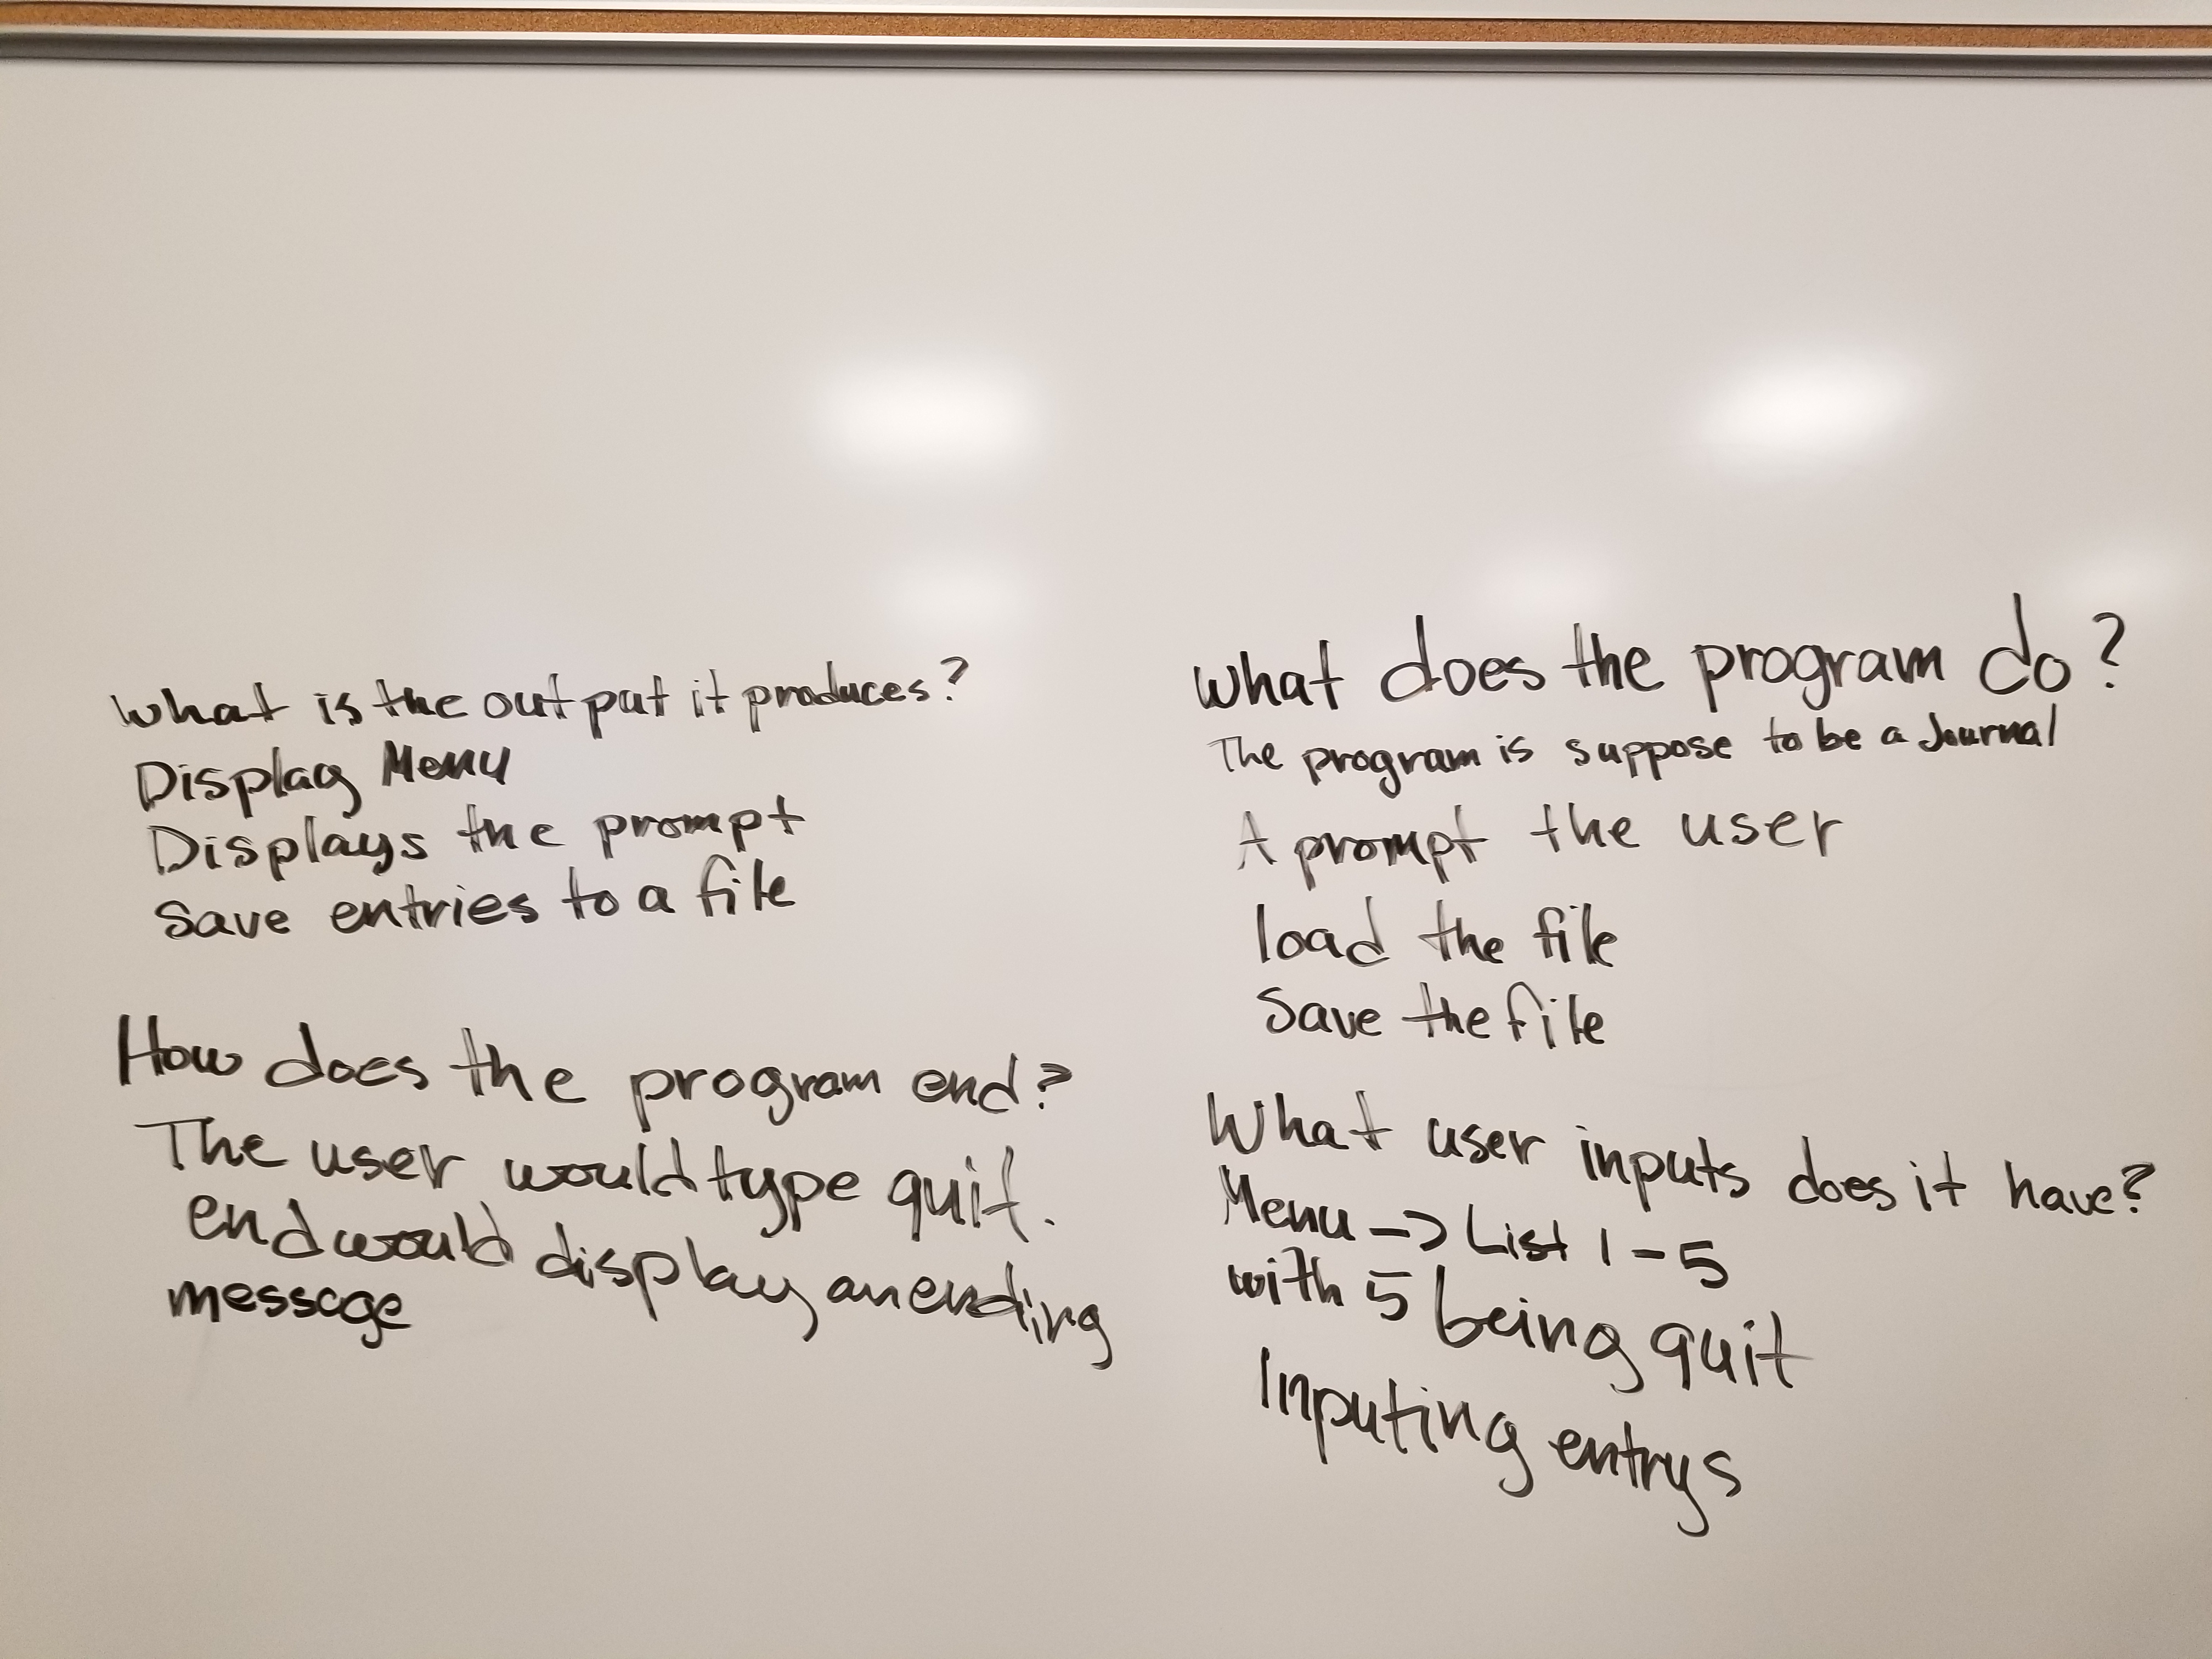 What is the output it produces?
Display Menu
Displays the prompt
Save entries to a file
How does the program end?
The user would type quit.
end would display an ending
message
What does the program do?
The program is suppose to be a Journal
A prompt the user
load the file
Save the file
What user inputs does it have?
Menu -> List 1-5
with 5 being quit
Inputing entrys